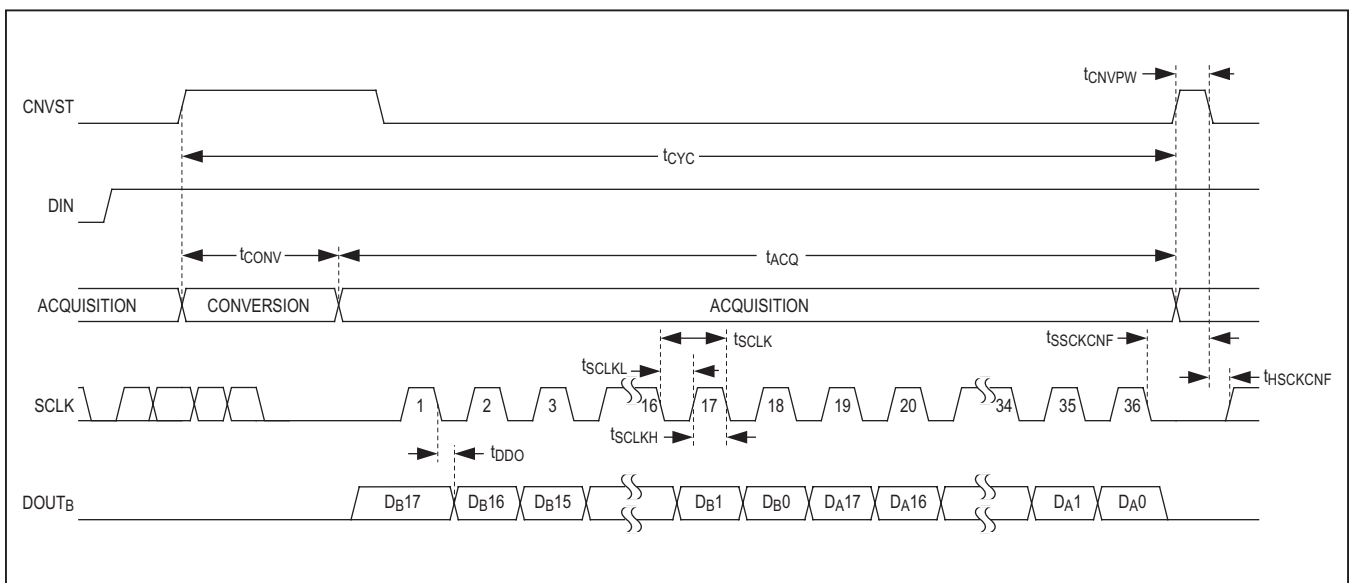 tCNVPW
CNVST
tCYC
DIN
tCONV
tACQ
ACQUISITION CONVERSION ACQUISITION
tSCLK
tSSCKCNF
tSCLKL
tHSCKCNF
SCLK 1 2 3 16 17 18 19 20 34 35 36
tSCLKH
tDDO
DOUTB DB17 DB16 DB15 DB1 DB0 DA17 DA16 DA1 DA0